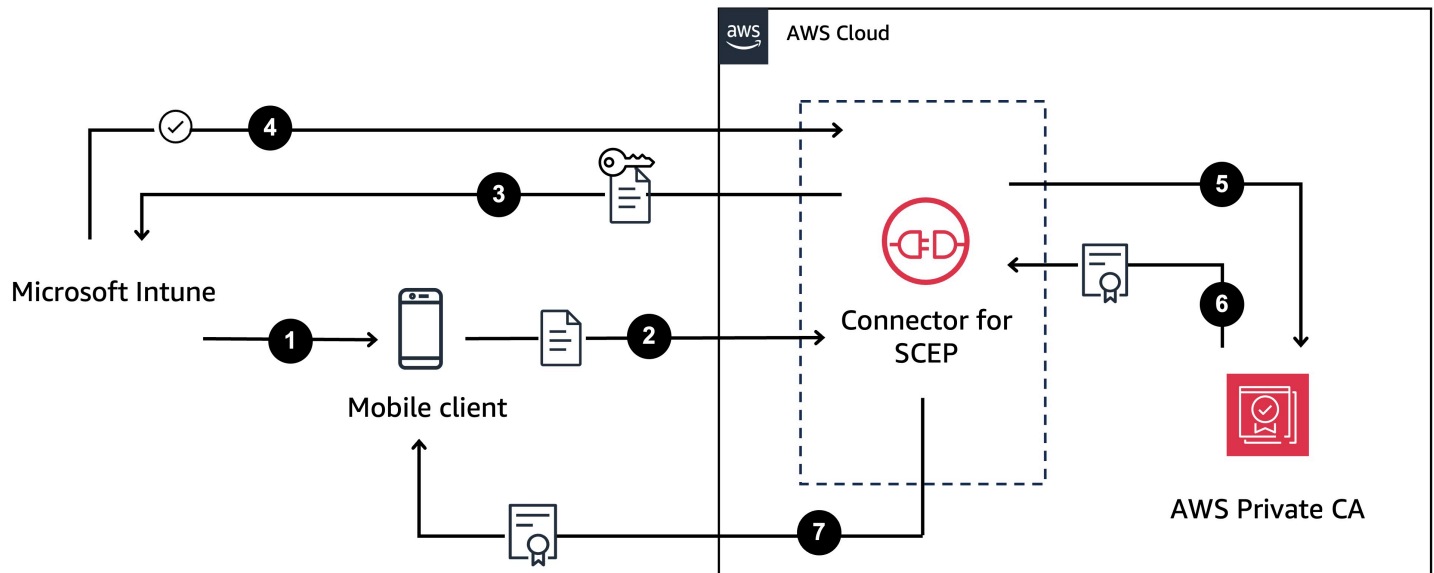 aws
AWS Cloud
4
3
5
Microsoft Intune
6
1
2
Connector for
SCEP
Mobile client
AWS Private CA
7